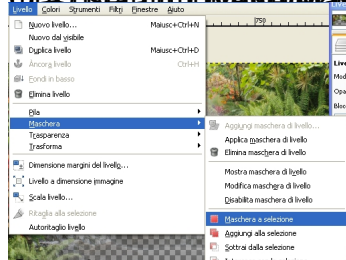 Livello Colori Strumenti Filtri Finestre Aiuto
Nuovo livello... Maiusc+Ctrl+N
Nuovo dal visibile
Duplica livello Maiusc+Ctrl+D
Àncora livello Ctrl+H
Fondi in basso
Elimina livello
Pila
Maschera
Trasparenza
Trasforma
Dimensione margini del livello...
Livello a dimensione immagine
Scala livello...
Ritaglia alla selezione
Autoritaglio livello
750
Aggiungi maschera di livello...
Applica maschera di livello
Elimina maschera di livello
Mostra maschera di livello
Modifica maschera di livello
Disabilita maschera di livello
Maschera a selezione
Aggiungi alla selezione
Sottrai dalla selezione